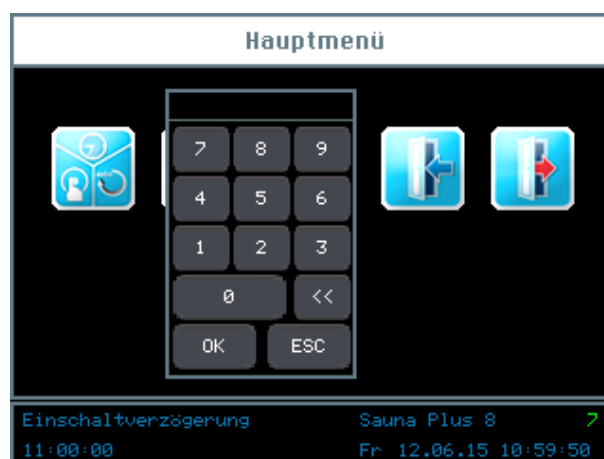 Hauptmenü
7 8 9
4 5 6
1 2 3
0 <<
OK ESC
Einschaltverzögerung Sauna Plus 8 7
11:00:00 Fr 12.06.15 10:59:50